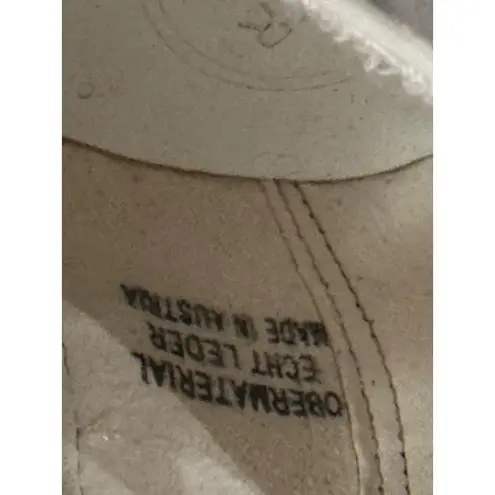 OBERMATERIAL
ECHT LEDER
MADE IN AUSTRIA